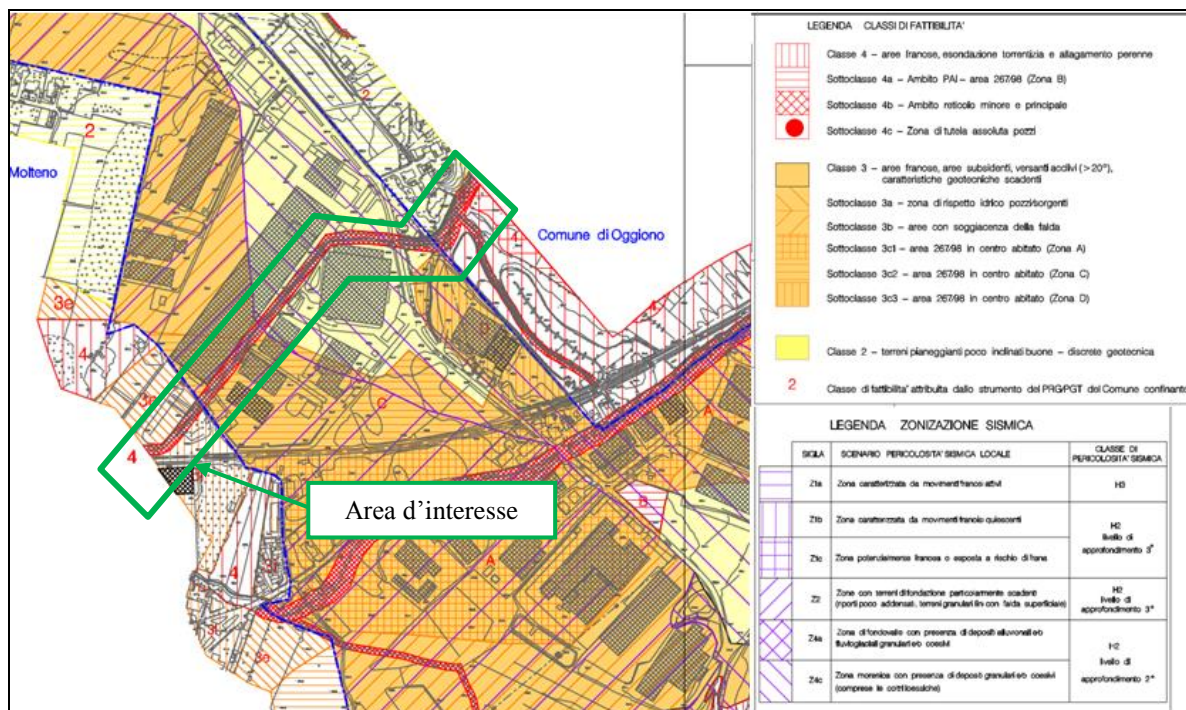 2
Molteno
2
Comune di Oggiono
4
4
3e
4
C
D
A
3e
4
B
Area d'interesse
A
4
3e
LEGENDA CLASSI DI FATTIBILITA'
Classe 4 – aree franose, esondazione torrentizia e allagamento perenne
Sottoclasse 4a – Ambito PAI – area 267/98 (Zona B)
Sottoclasse 4b – Ambito reticolo minore e principale
Sottoclasse 4c – Zona di tutela assoluta pozzi
Classe 3 – aree franose, aree subsidenti, versanti acclivi (>20°),
caratteristiche geotecniche scadenti
Sottoclasse 3a – zona di rispetto idrico pozzi/sorgenti
Sottoclasse 3b – aree con soggiacenza della falda
Sottoclasse 3c1 – area 267/98 in centro abitato (Zona A)
Sottoclasse 3c2 – area 267/98 in centro abitato (Zona C)
Sottoclasse 3c3 – area 267/98 in centro abitato (Zona D)
Classe 2 – terreni pianeggianti poco inclinati buone – discrete geotecnica
2 Classe di fattibilita' attribuita dallo strumento del PRG/PGT del Comune confinante
LEGENDA ZONIZAZIONE SISMICA
SIGLA SCENARIO PERICOLOSITA' SISMICA LOCALE CLASSE DI
PERICOLOSITA' SISMICA
Z1a Zona caratterizzata da movimenti franosi attivi H3
Z1b Zona caratterizzata da movimenti franosi quiescenti
H2
livello di
approfondimento 3°
Z1c Zona potenzialmente franosa o esposta a rischio di frana
Z2 Zone con terreni di fondazione particolarmente scadenti
(riporti poco addensati, terreni granulari fini con falda superficiale)
H2
livello di
approfondimento 3°
Z4a Zona di fondovalle con presenza di depositi alluvionali e/o
fluvioglaciali granulari e/o coesivi
H2
livello di
approfondimento 2°
Z4c Zona morenica con presenza di depositi granulari e/o coesivi
(comprese le coltri loessiche)